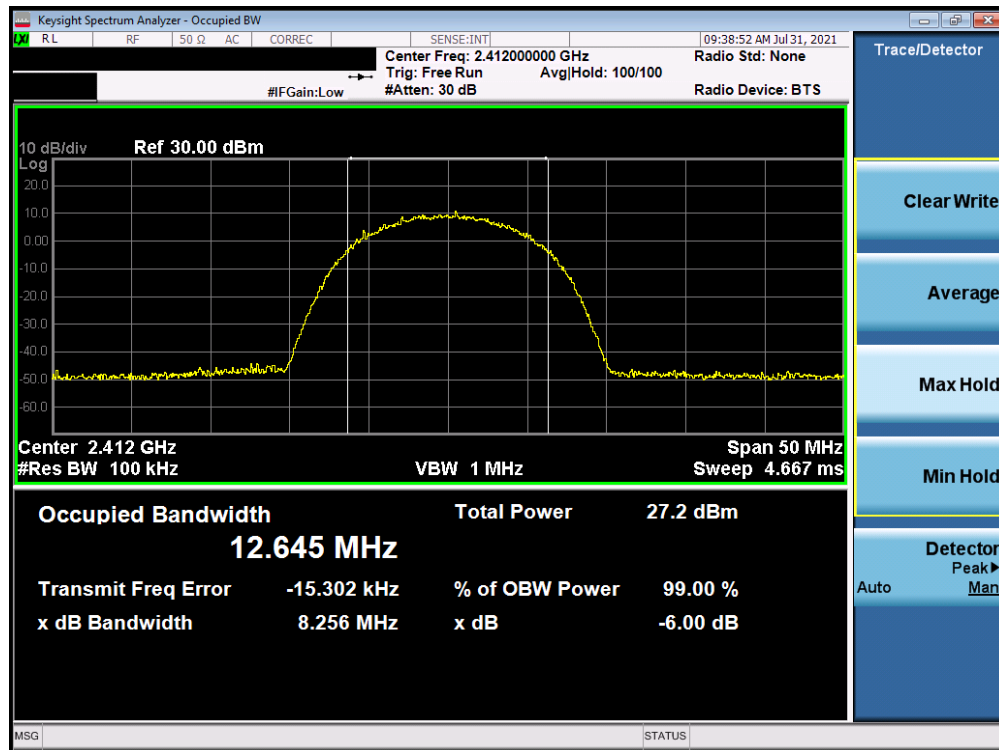 Keysight Spectrum Analyzer - Occupied BW
LXI RL RF 50 Ω AC CORREC SENSE:INT 09:38:52 AM Jul 31, 2021
Center Freq: 2.412000000 GHz Radio Std: None
Trig: Free Run Avg|Hold: 100/100
#IFGain:Low #Atten: 30 dB Radio Device: BTS
10 dB/div Ref 30.00 dBm
Log
20.0
10.0
0.00
-10.0
-20.0
-30.0
-40.0
-50.0
-60.0
Center 2.412 GHz Span 50 MHz
#Res BW 100 kHz VBW 1 MHz Sweep 4.667 ms
Occupied Bandwidth Total Power 27.2 dBm
12.645 MHz
Transmit Freq Error -15.302 kHz % of OBW Power 99.00 %
x dB Bandwidth 8.256 MHz x dB -6.00 dB
MSG STATUS
Trace/Detector
Clear Write
Average
Max Hold
Min Hold
Detector
Peak▶
Auto Man